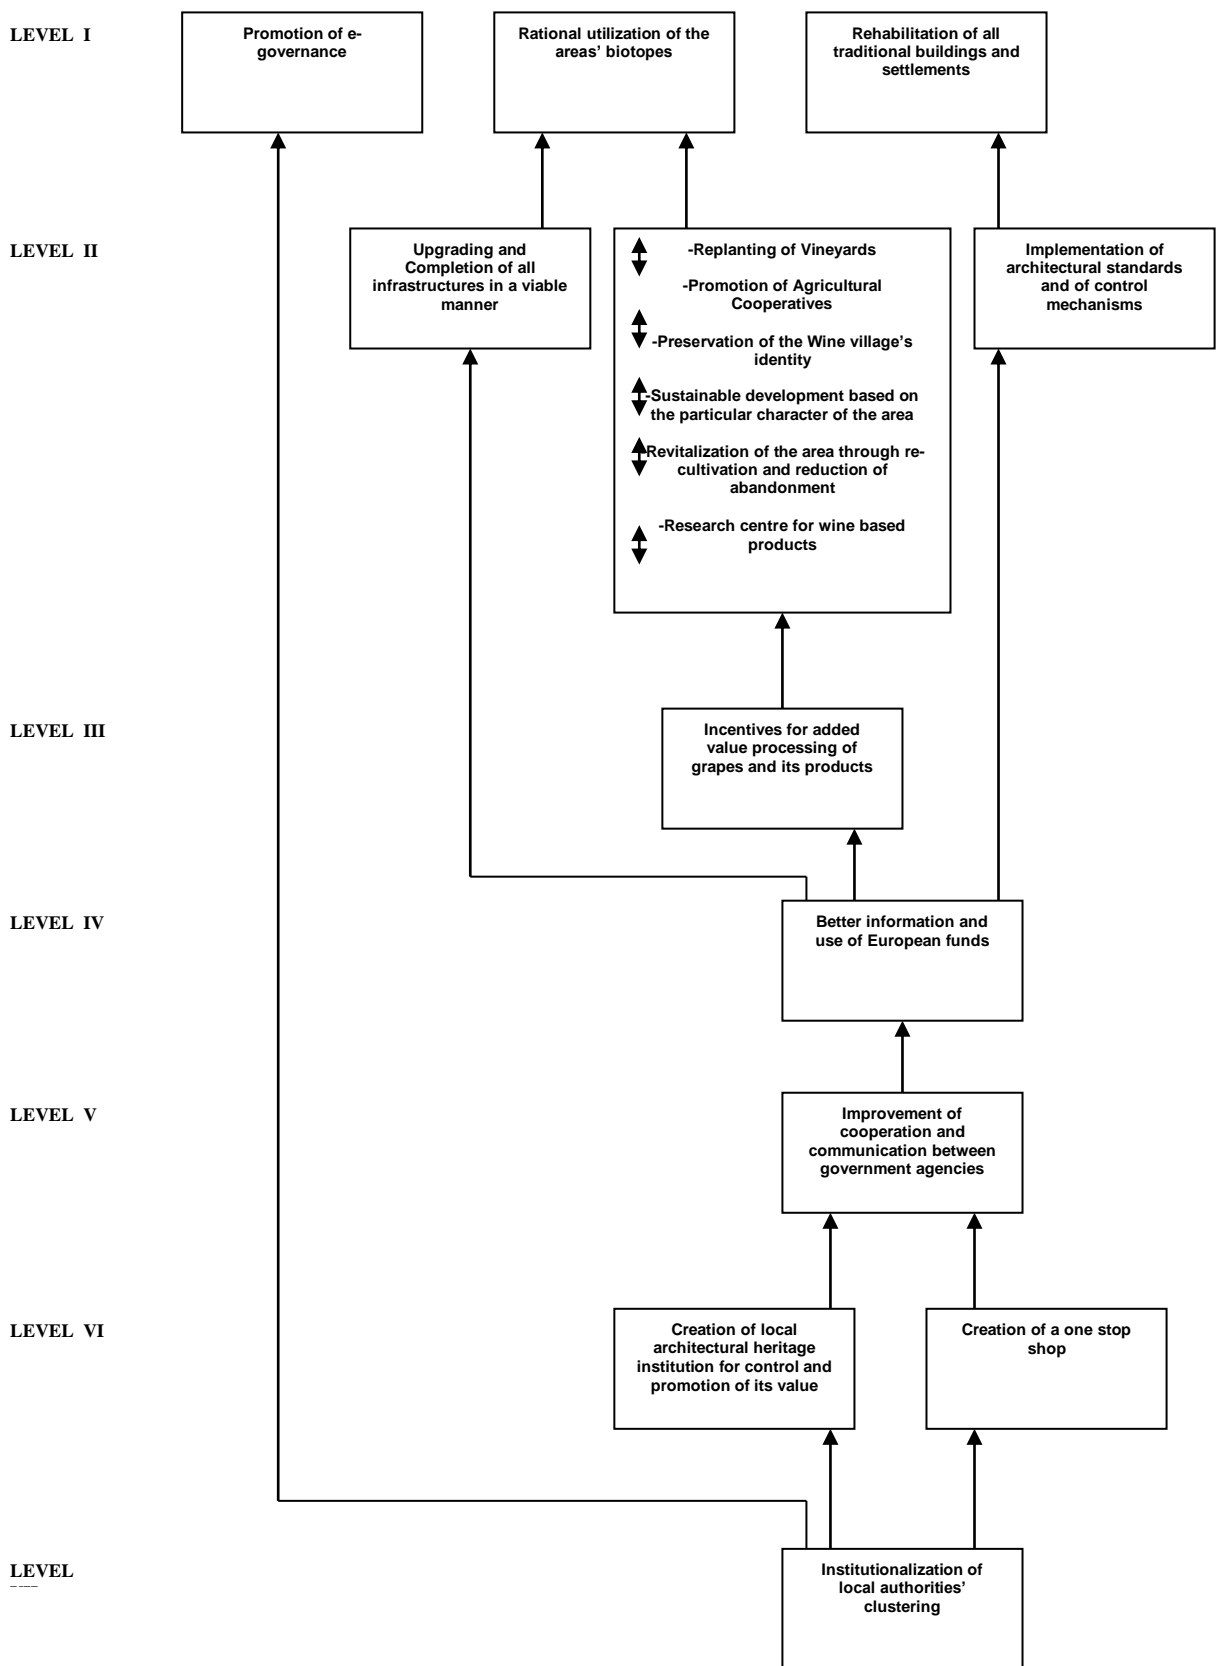 LEVEL I
Promotion of e-
governance
Rational utilization of the
areas’ biotopes
Rehabilitation of all
traditional buildings and
settlements
LEVEL II
Upgrading and
Completion of all
infrastructures in a viable
manner
-Replanting of Vineyards
-Promotion of Agricultural
Cooperatives
-Preservation of the Wine village’s
identity
-Sustainable development based on
the particular character of the area
Revitalization of the area through re-
cultivation and reduction of
abandonment
-Research centre for wine based
products
Implementation of
architectural standards
and of control
mechanisms
LEVEL III
Incentives for added
value processing of
grapes and its products
LEVEL IV
Better information and
use of European funds
LEVEL V
Improvement of
cooperation and
communication between
government agencies
LEVEL VI
Creation of local
architectural heritage
institution for control and
promotion of its value
Creation of a one stop
shop
LEVEL
Institutionalization of
local authorities’
clustering